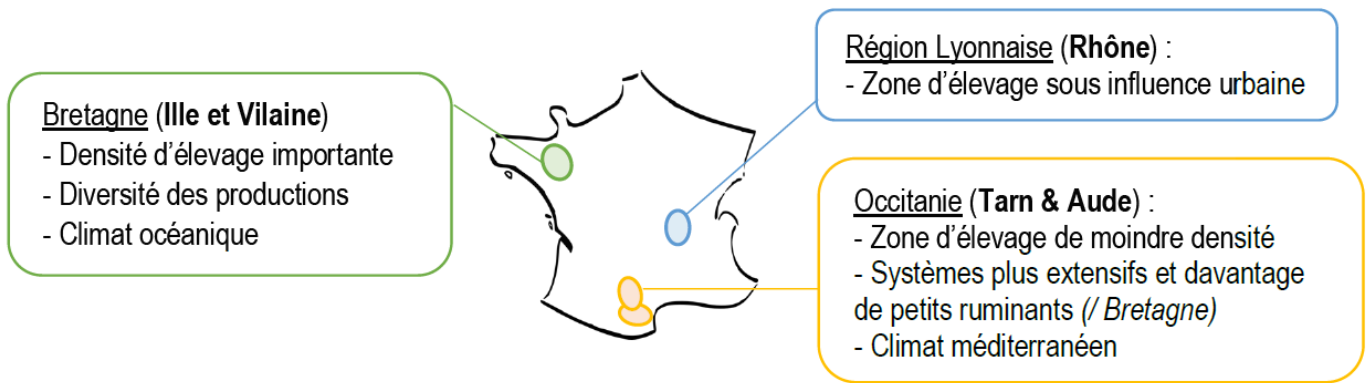 Bretagne (Ille et Vilaine)
- Densité d'élevage importante
- Diversité des productions
- Climat océanique
Région Lyonnaise (Rhône) :
- Zone d'élevage sous influence urbaine
Occitanie (Tarn & Aude) :
- Zone d'élevage de moindre densité
- Systèmes plus extensifs et davantage
de petits ruminants (/ Bretagne)
- Climat méditerranéen